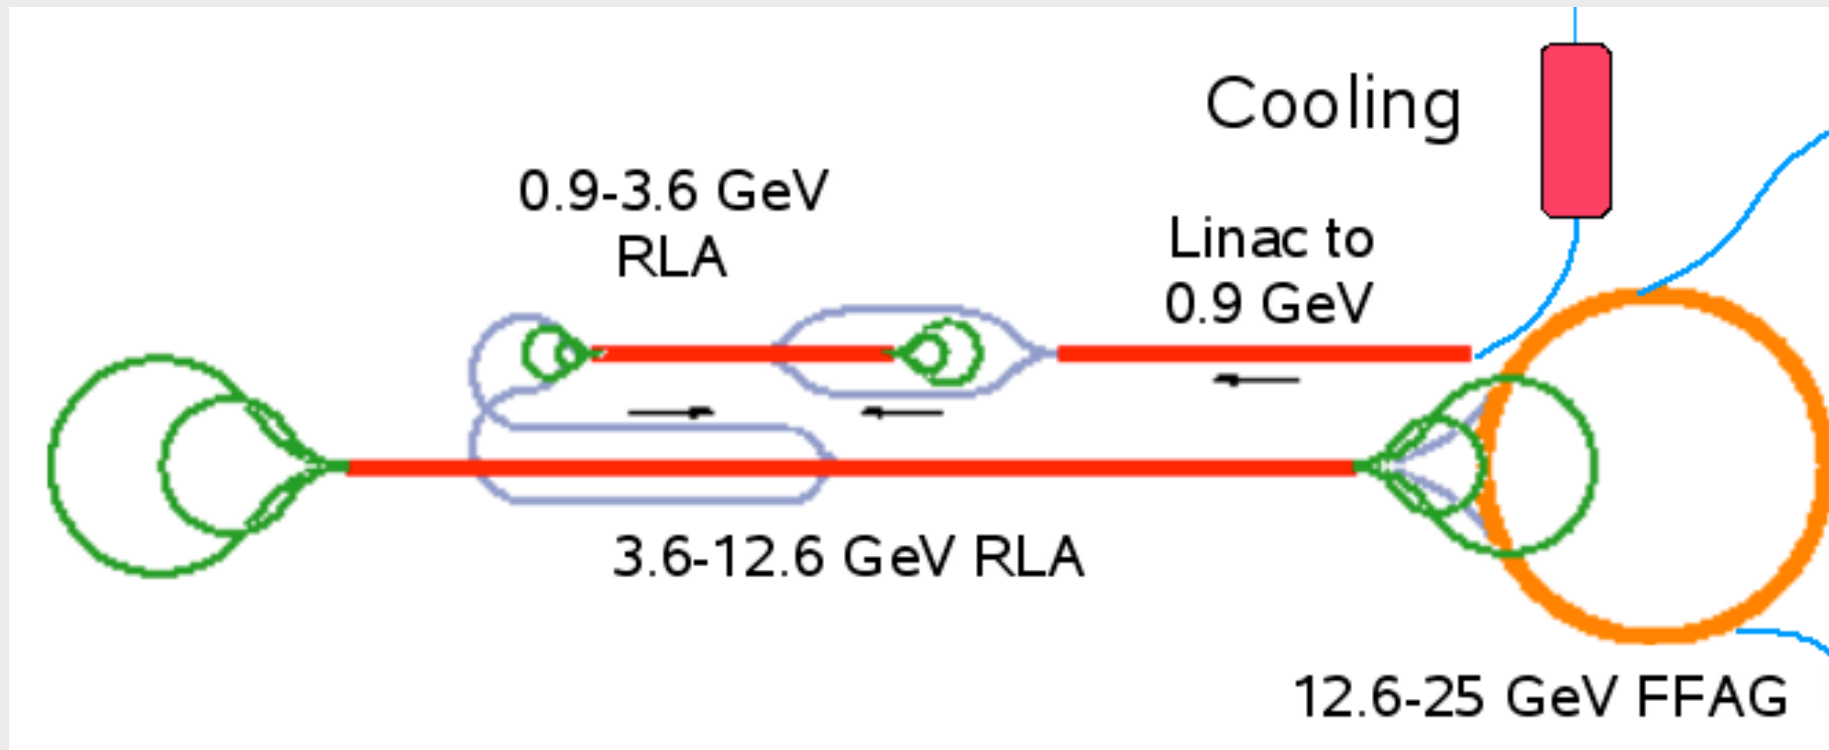 Cooling
0.9-3.6 GeV
RLA
Linac to
0.9 GeV
3.6-12.6 GeV RLA
12.6-25 GeV FFAG